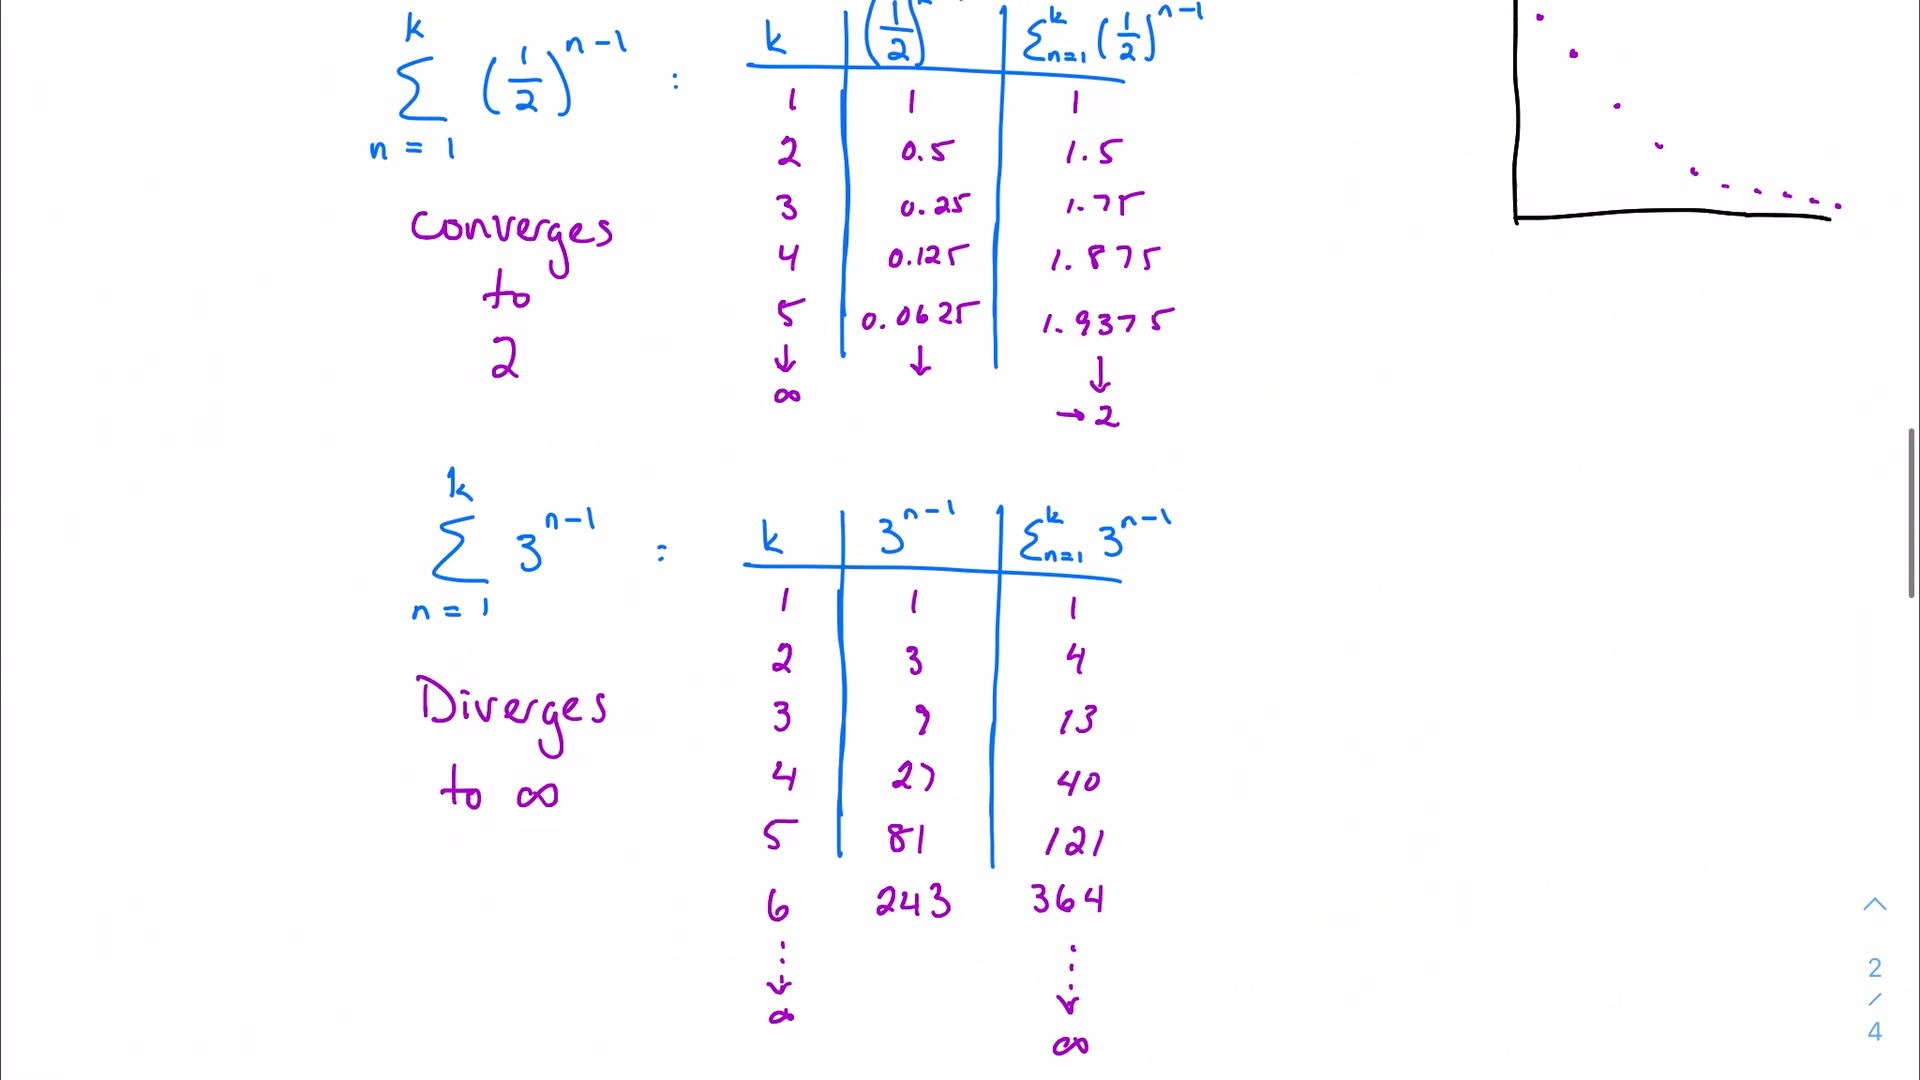 k
∑ (1/2)^(n-1) :
n = 1
Converges
to
2
k | (1/2) | ∑_(n=1)^k (1/2)^(n-1)
1 | 1 | 1
2 | 0.5 | 1.5
3 | 0.25 | 1.75
4 | 0.125 | 1.875
5 | 0.0625 | 1.9375
↓ ↓ ↓
∞ → 2
k
∑ 3^(n-1) :
n = 1
Diverges
to ∞
k | 3^(n-1) | ∑_(n=1)^k 3^(n-1)
1 | 1 | 1
2 | 3 | 4
3 | 9 | 13
4 | 27 | 40
5 | 81 | 121
6 | 243 | 364
↓ ↓
∞ ∞
2
/
4